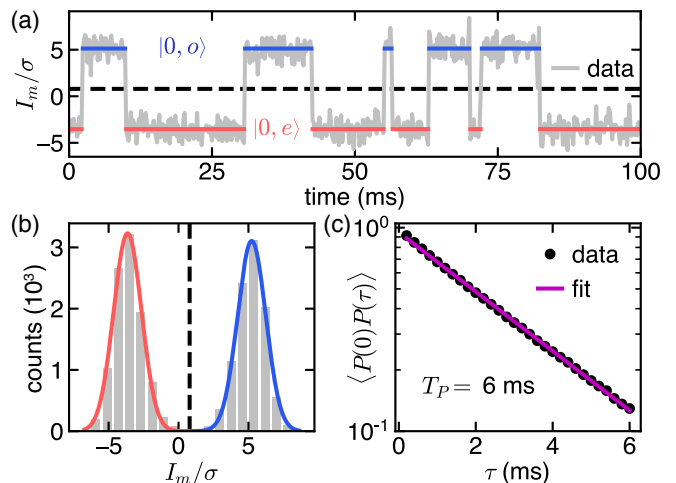 (a)
I_m/σ
5
0
−5
|0, o⟩
|0, e⟩
data
0 25 50 75 100
time (ms)
(b)
counts (10³)
3
2
1
0
−5 0 5
I_m/σ
(c)
⟨P(0)P(τ)⟩
10⁰
10⁻¹
data
fit
T_P = 6 ms
0 2 4 6
τ (ms)